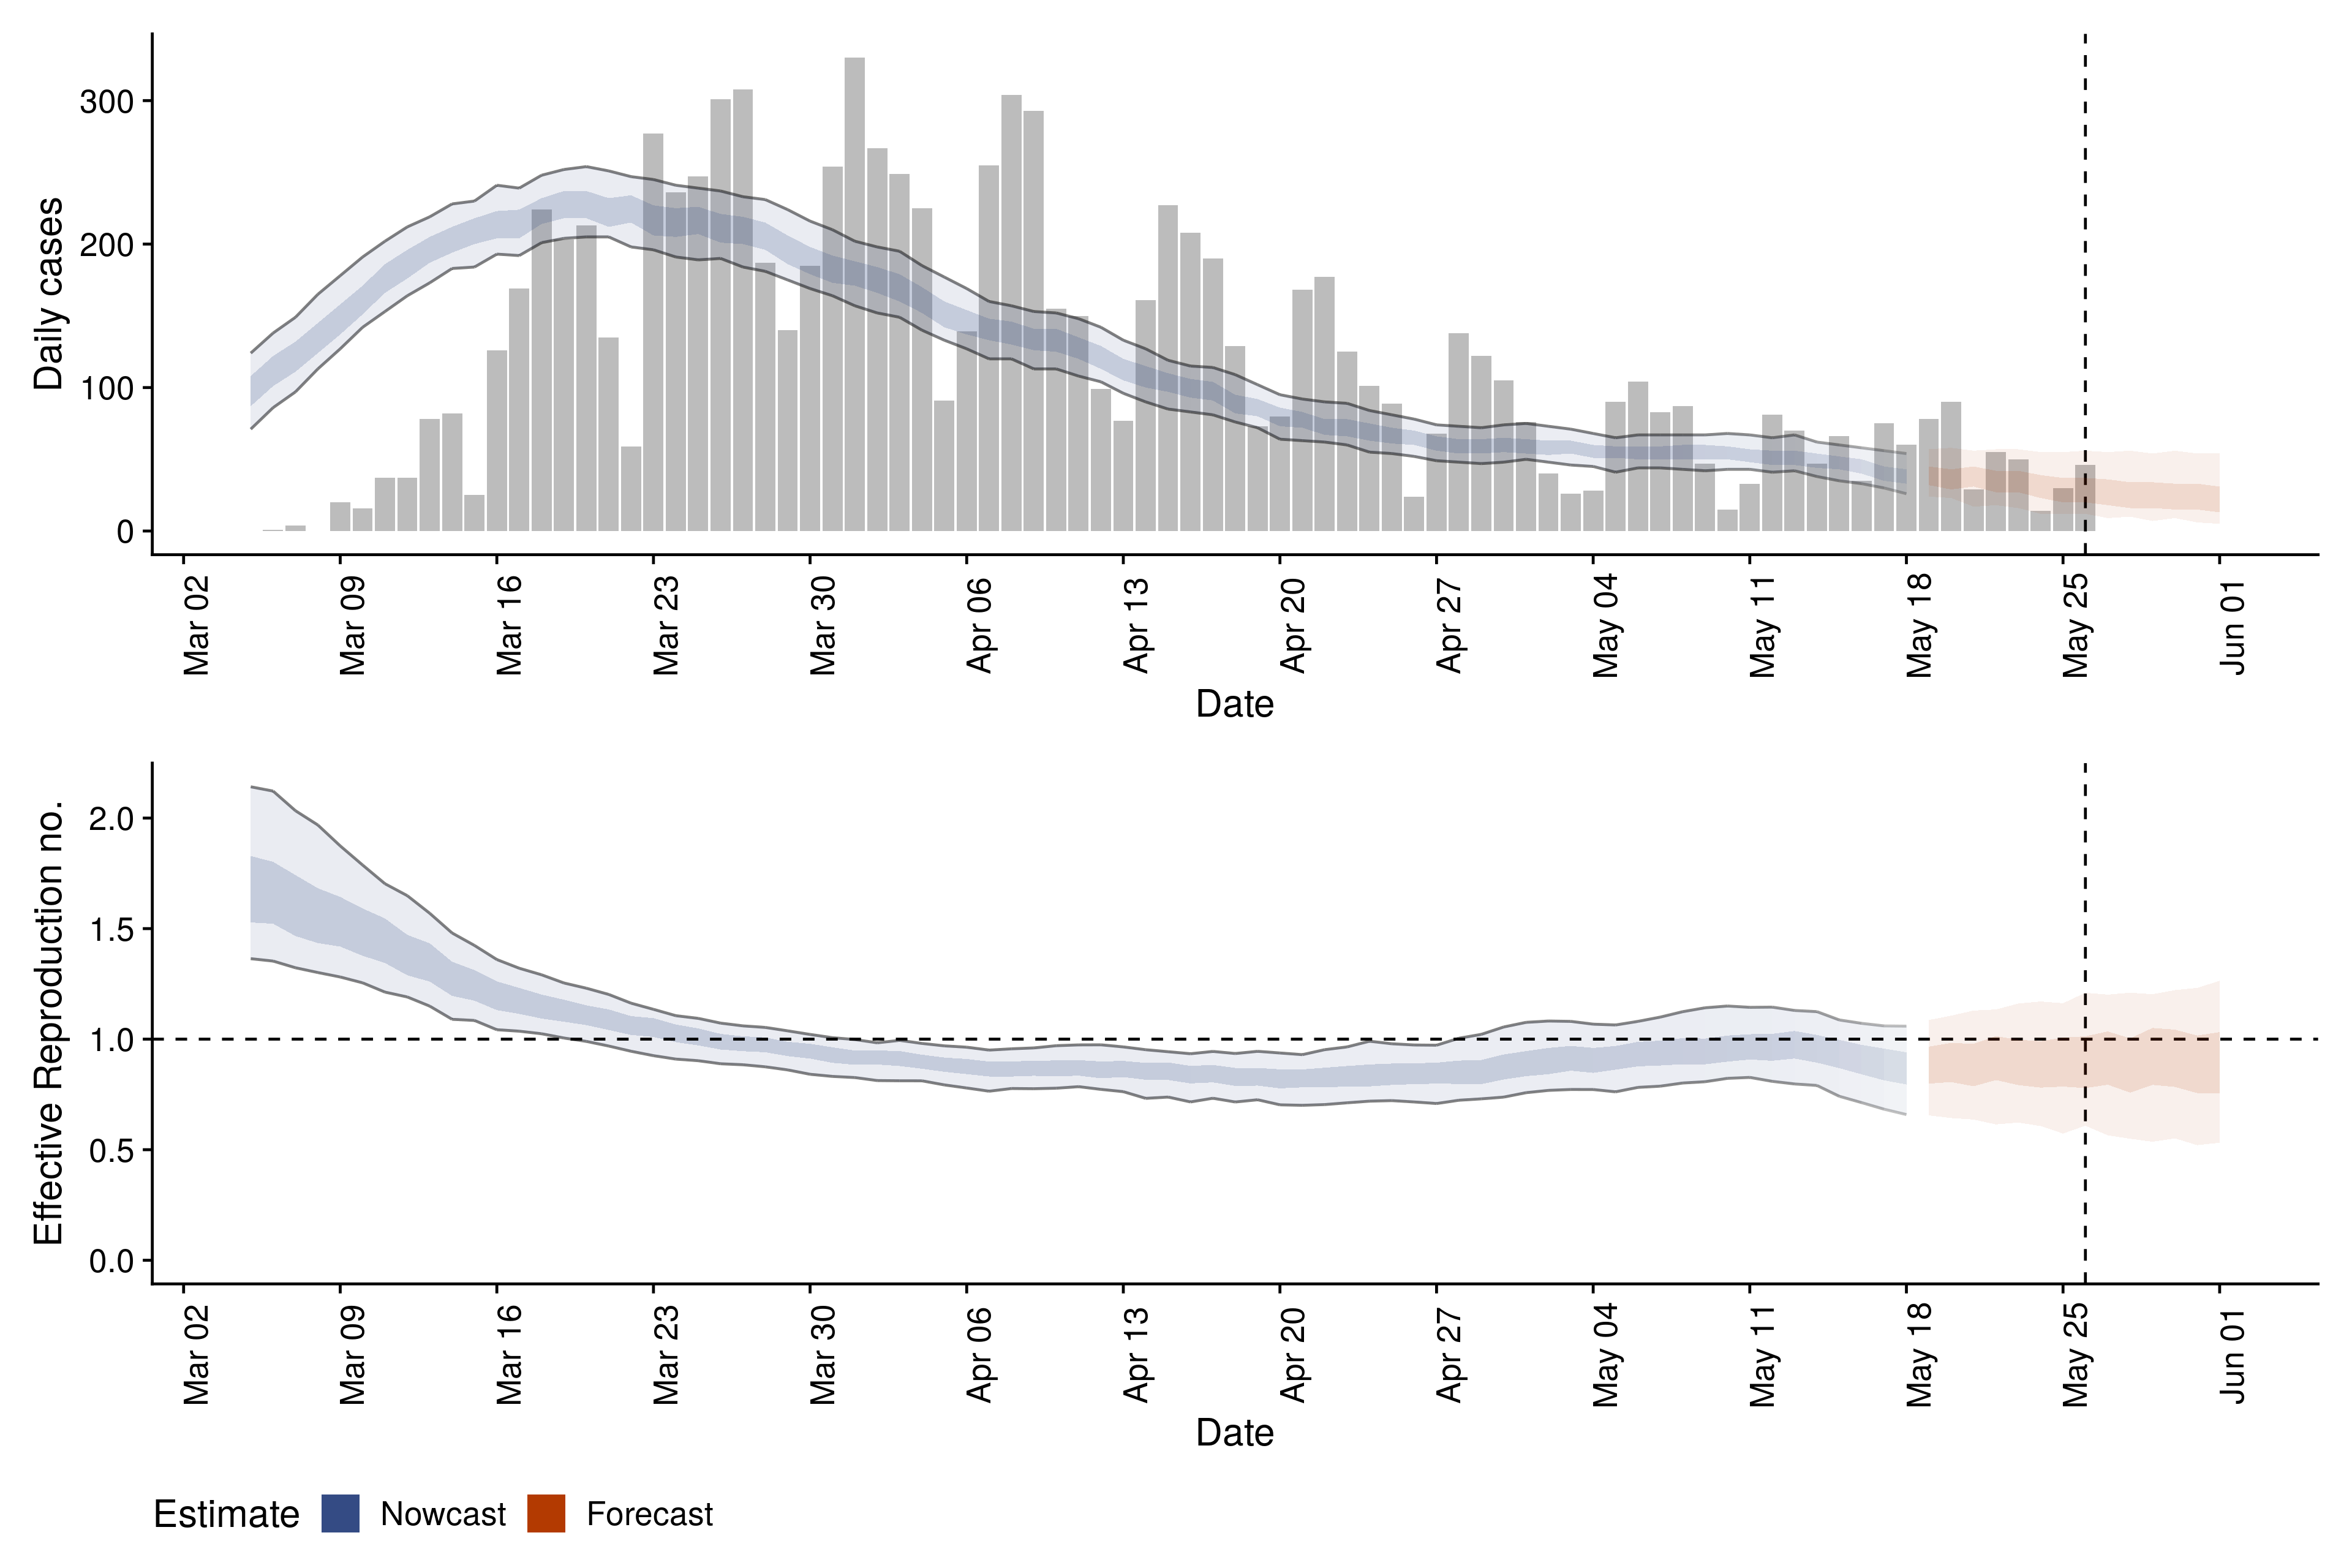 Daily cases
300
200
100
0
Mar 02
Mar 09
Mar 16
Mar 23
Mar 30
Apr 06
Apr 13
Apr 20
Apr 27
May 04
May 11
May 18
May 25
Jun 01
Date
Effective Reproduction no.
2.0
1.5
1.0
0.5
0.0
Mar 02
Mar 09
Mar 16
Mar 23
Mar 30
Apr 06
Apr 13
Apr 20
Apr 27
May 04
May 11
May 18
May 25
Jun 01
Date
Estimate Nowcast Forecast